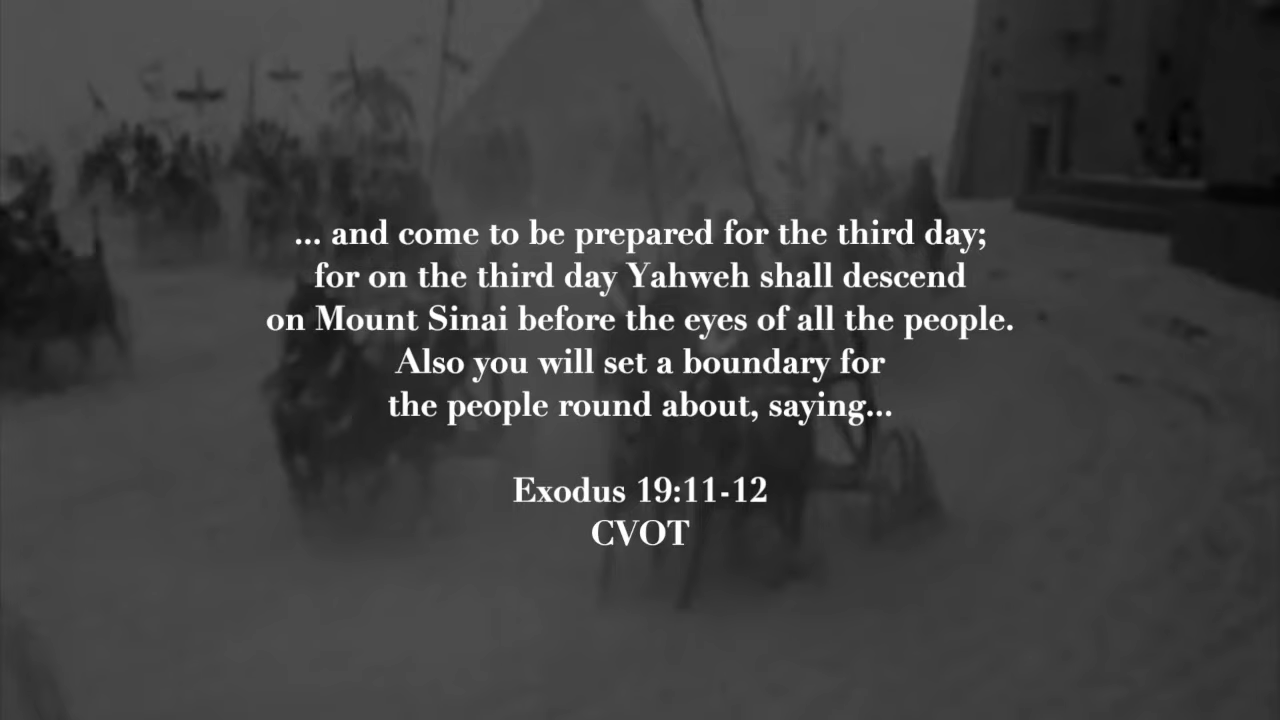 ... and come to be prepared for the third day;
for on the third day Yahweh shall descend
on Mount Sinai before the eyes of all the people.
Also you will set a boundary for
the people round about, saying...
Exodus 19:11-12
CVOT